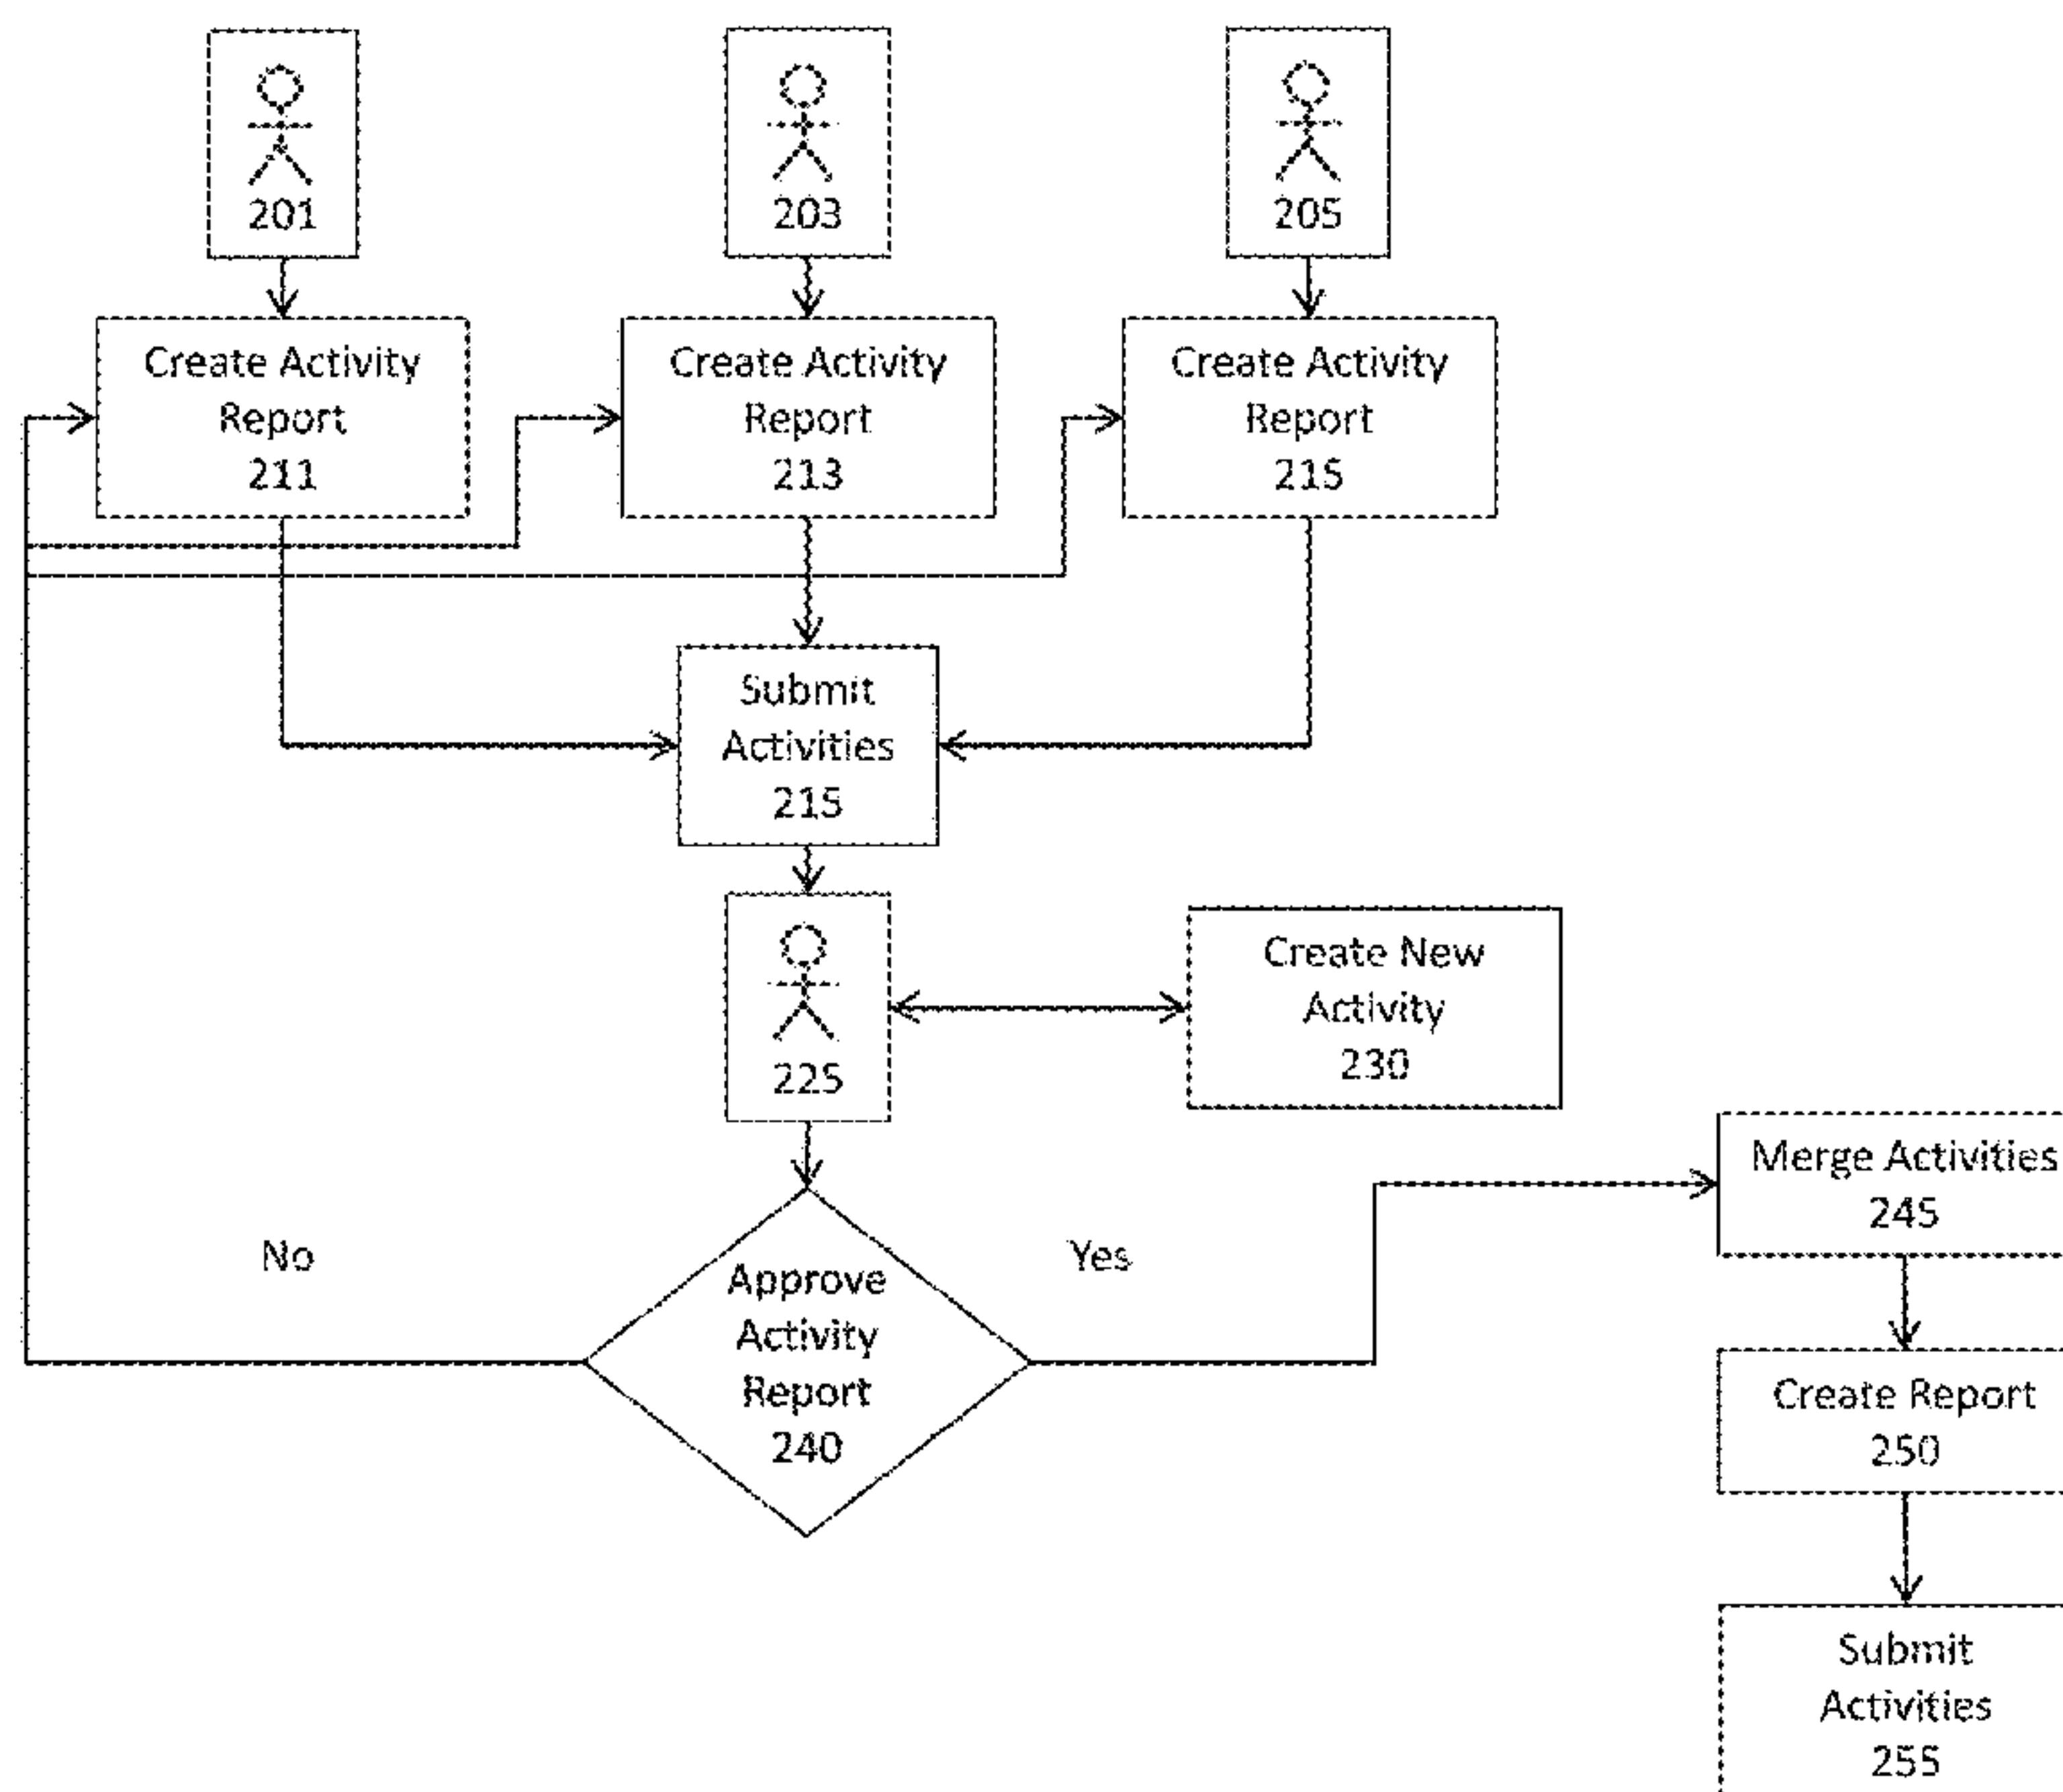 201
203
205
Create Activity
Report
211
Create Activity
Report
213
Create Activity
Report
215
Submit
Activities
215
225
Create New
Activity
230
Merge Activities
245
No
Yes
Approve
Activity
Report
240
Create Report
250
Submit
Activities
255